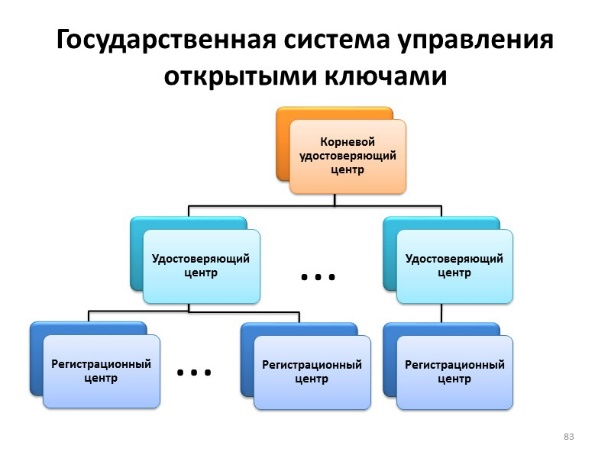 Государственная система управления
открытыми ключами
Корневой
удостоверяющий
центр
Удостоверяющий
центр
...
Удостоверяющий
центр
Регистрационный
центр
...
Регистрационный
центр
Регистрационный
центр
83